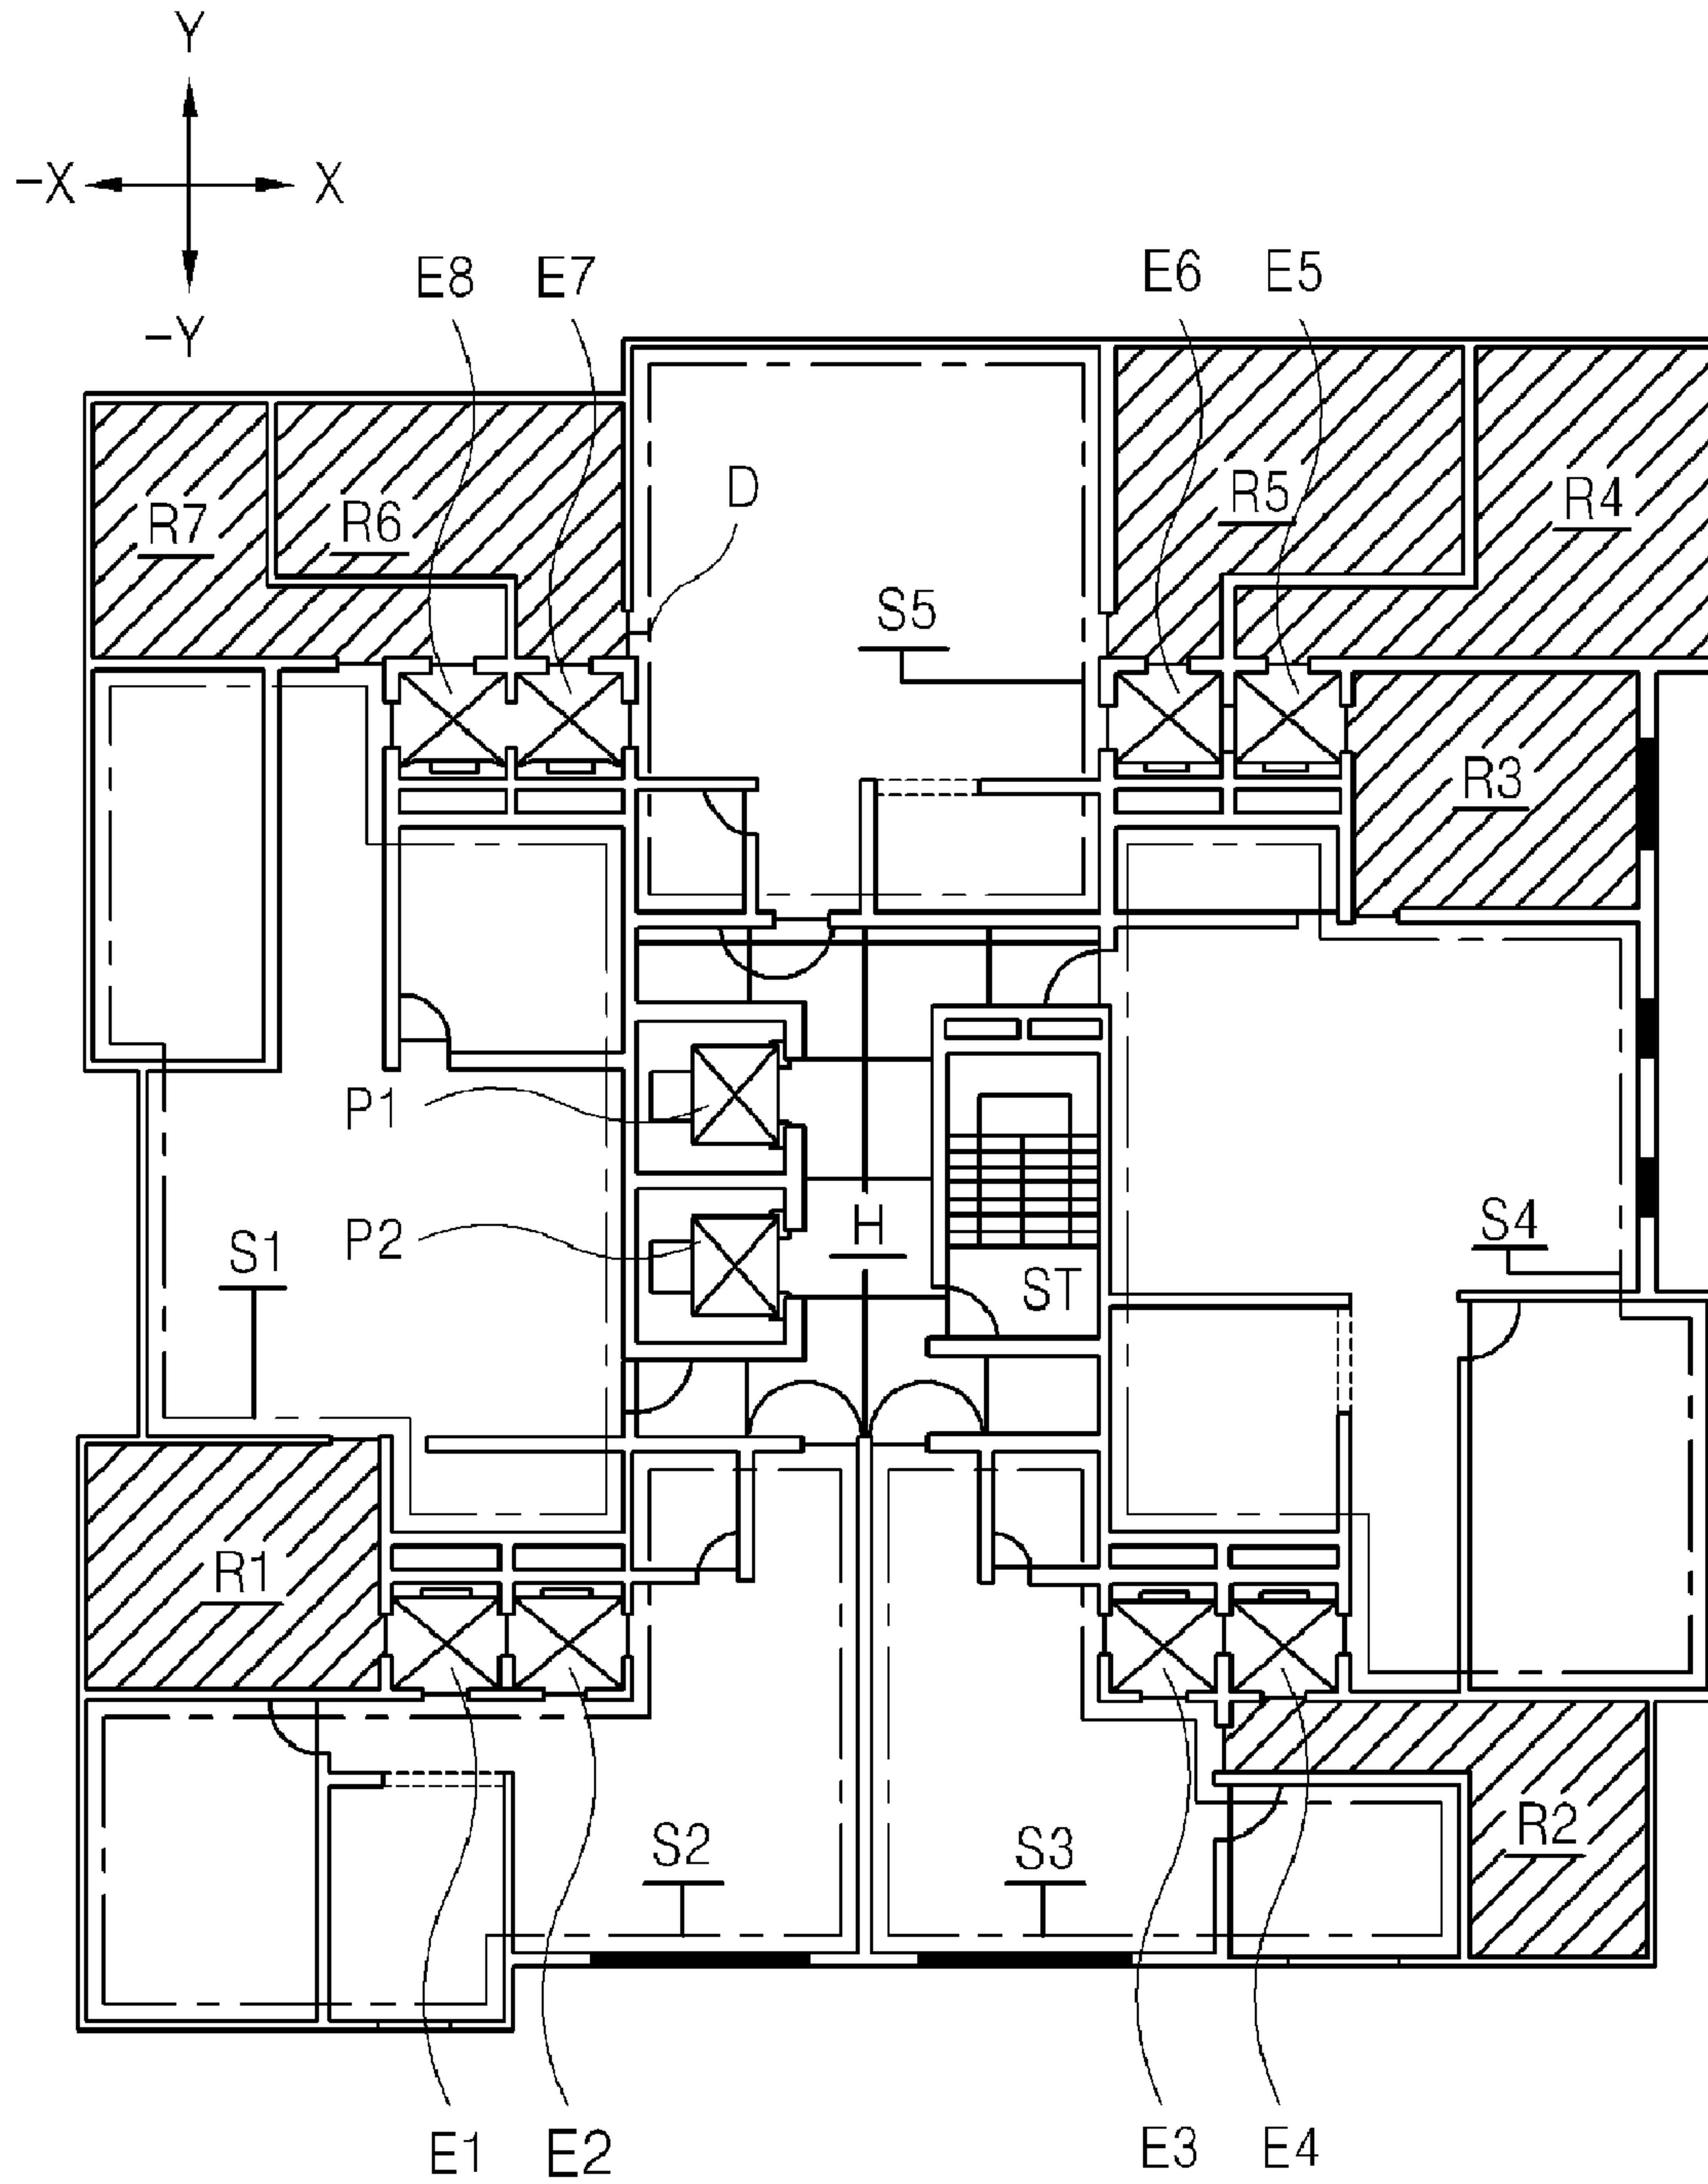 Y
-X X
-Y
E8 E7 E6 E5
D
R7 R6 R5 R4
S5
R3
P1
P2
S1
H
S4
ST
R1
R2
S2 S3
E1 E2 E3 E4